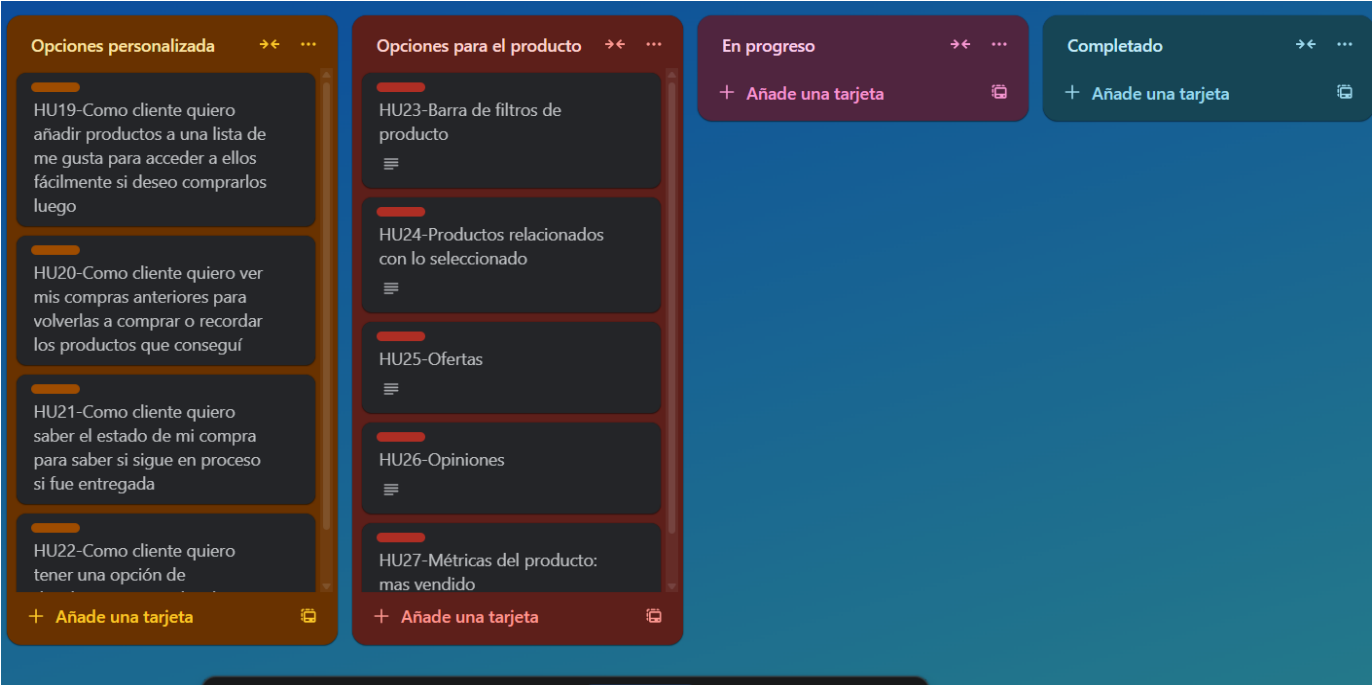 Opciones personalizada
HU19-Como cliente quiero
añadir productos a una lista de
me gusta para acceder a ellos
fácilmente si deseo comprarlos
luego
HU20-Como cliente quiero ver
mis compras anteriores para
volverlas a comprar o recordar
los productos que conseguí
HU21-Como cliente quiero
saber el estado de mi compra
para saber si sigue en proceso
si fue entregada
HU22-Como cliente quiero
tener una opción de
+ Añade una tarjeta
Opciones para el producto
HU23-Barra de filtros de
producto
HU24-Productos relacionados
con lo seleccionado
HU25-Ofertas
HU26-Opiniones
HU27-Métricas del producto:
mas vendido
+ Añade una tarjeta
En progreso
+ Añade una tarjeta
Completado
+ Añade una tarjeta